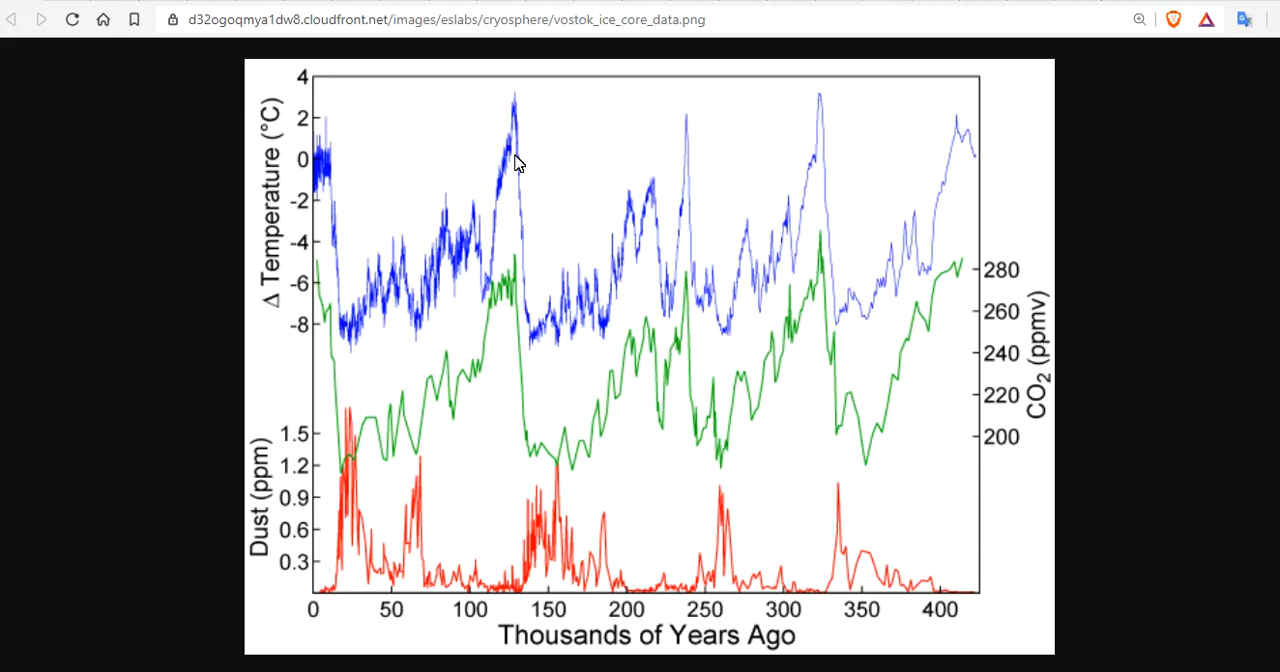 d32ogoqmya1dw8.cloudfront.net/images/eslabs/cryosphere/vostok_ice_core_data.png
Δ Temperature (°C)
4
2
0
-2
-4
-6
-8
CO2 (ppmv)
280
260
240
220
200
Dust (ppm)
1.5
1.2
0.9
0.6
0.3
0 50 100 150 200 250 300 350 400
Thousands of Years Ago